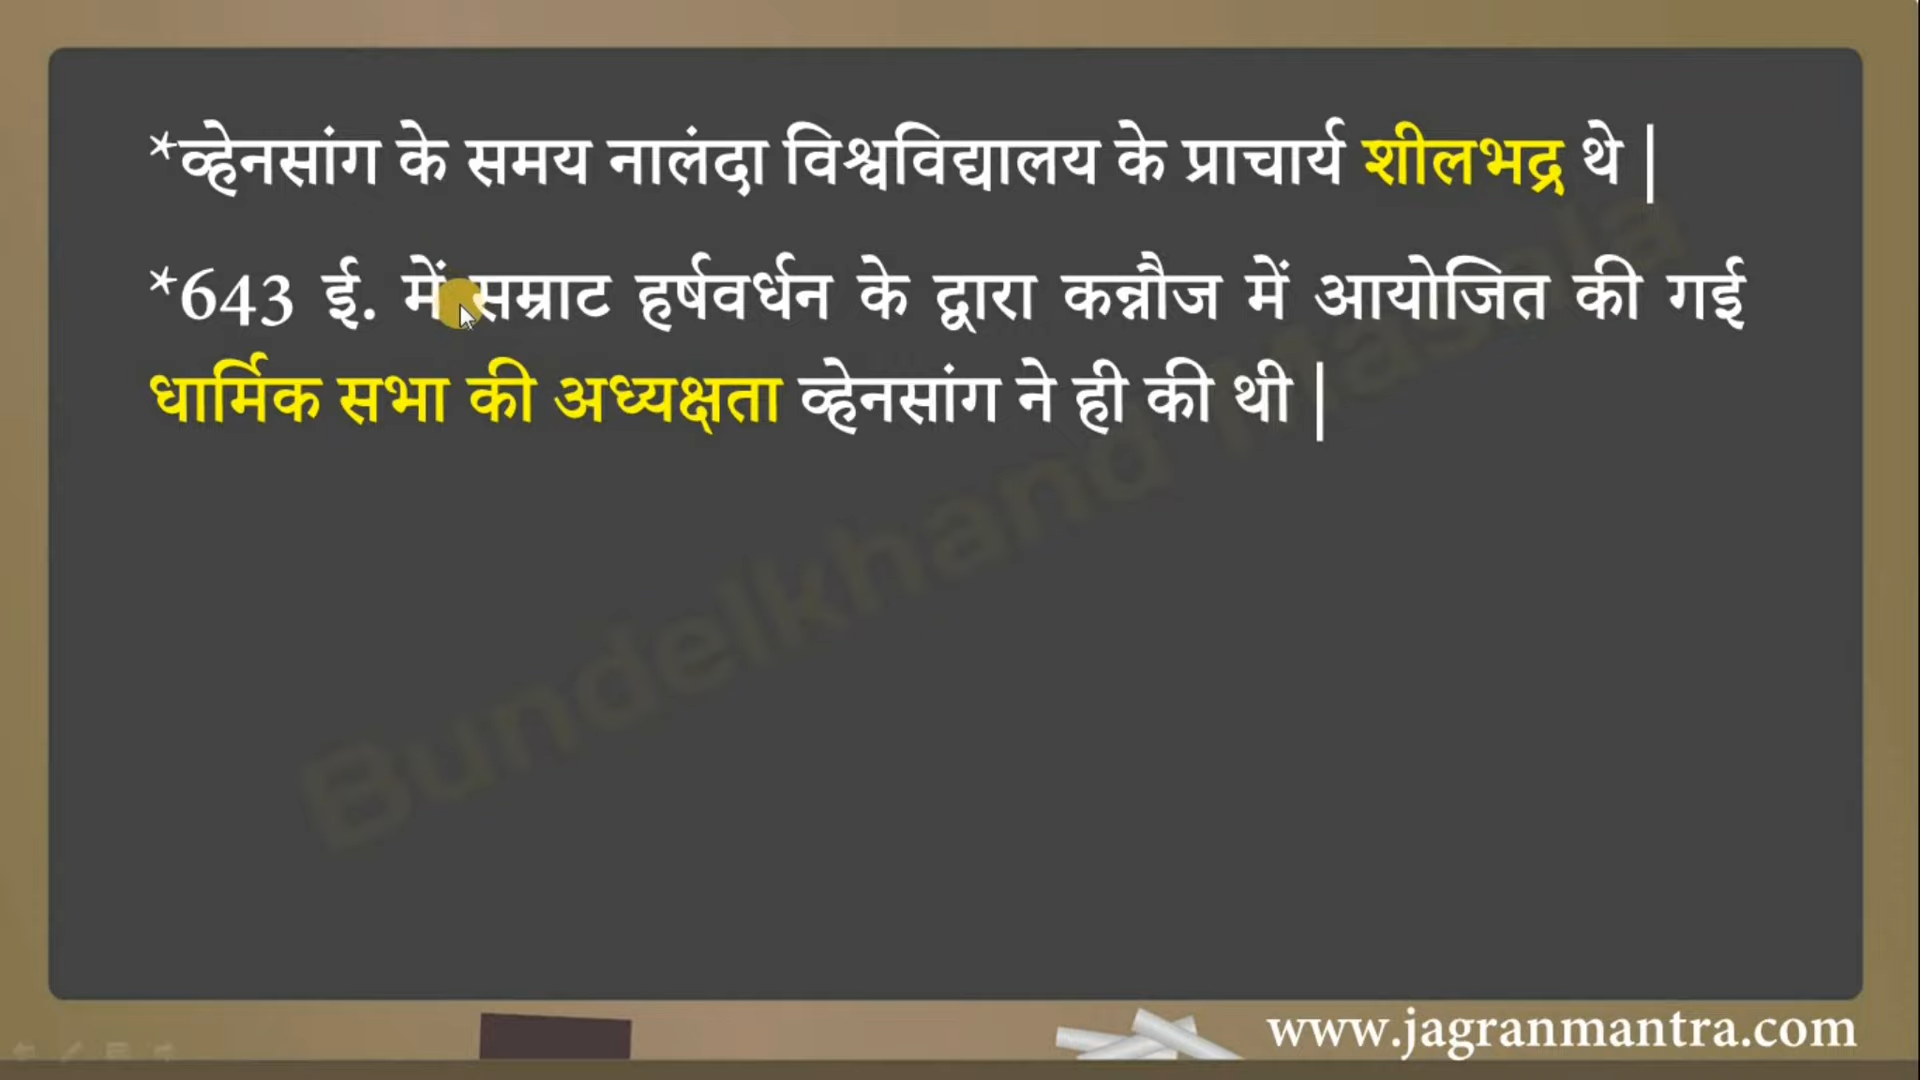 *व्हेनसांग के समय नालंदा विश्वविद्यालय के प्राचार्य शीलभद्र थे |
*643 ई. में सम्राट हर्षवर्धन के द्वारा कन्नौज में आयोजित की गई
धार्मिक सभा की अध्यक्षता व्हेनसांग ने ही की थी |
Bundelkhand Masala
www.jagranmantra.com